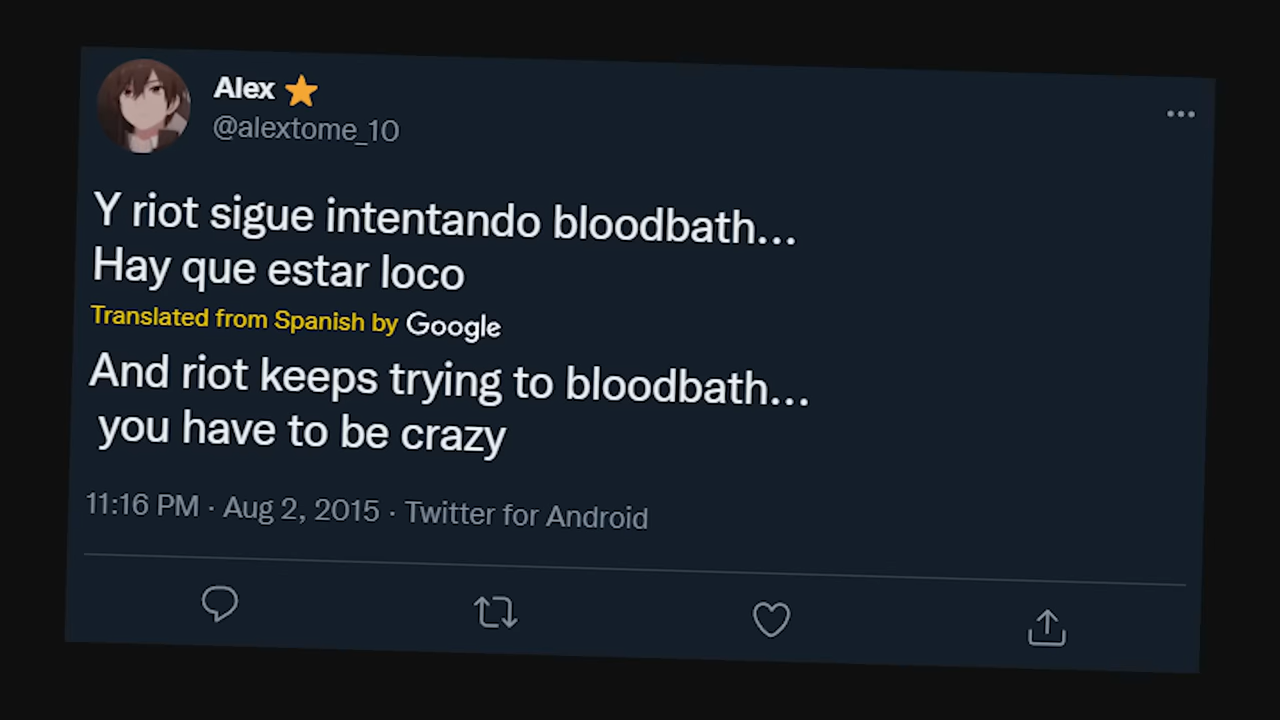 Alex ⭐
@alextome_10
Y riot sigue intentando bloodbath...
Hay que estar loco
Translated from Spanish by Google
And riot keeps trying to bloodbath...
you have to be crazy
11:16 PM · Aug 2, 2015 · Twitter for Android